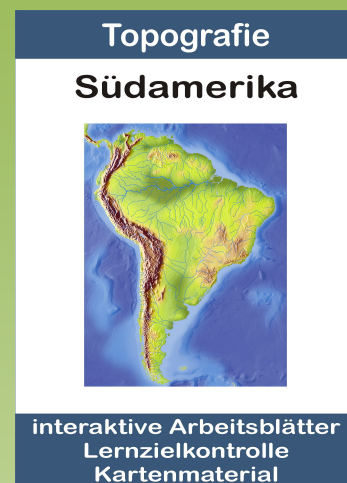 Topografie
Südamerika
interaktive Arbeitsblätter
Lernzielkontrolle
Kartenmaterial